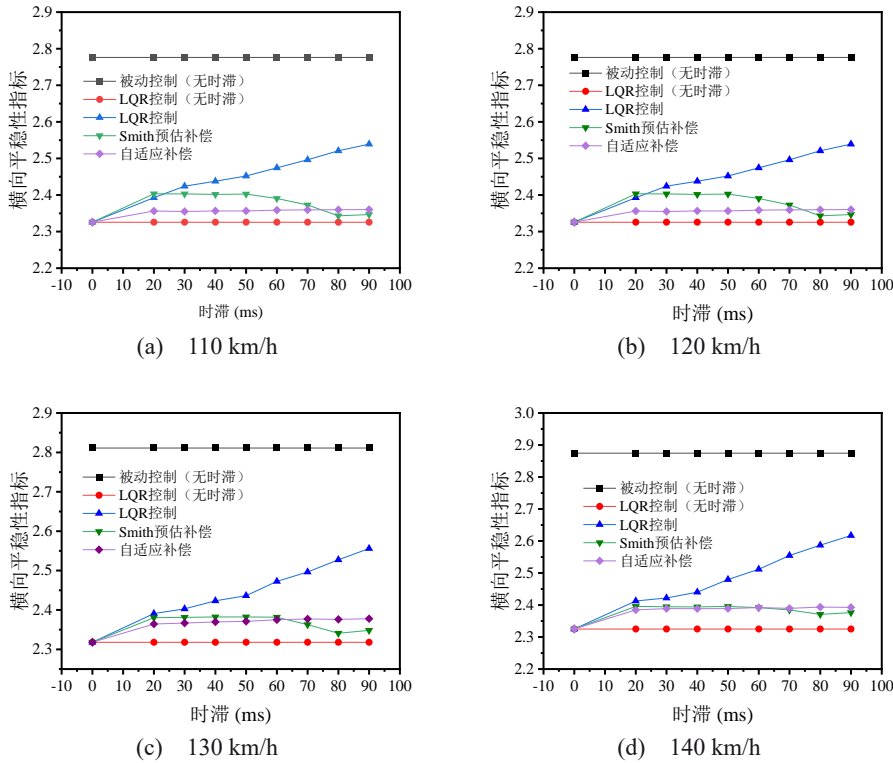 2.9
2.8
2.7
2.6
2.5
2.4
2.3
2.2
横向平稳性指标
被动控制（无时滞）
LQR控制（无时滞）
LQR控制
Smith预估补偿
自适应补偿
-10 0 10 20 30 40 50 60 70 80 90 100
时滞 (ms)
(a) 110 km/h
2.9
2.8
2.7
2.6
2.5
2.4
2.3
2.2
横向平稳性指标
被动控制（无时滞）
LQR控制（无时滞）
LQR控制
Smith预估补偿
自适应补偿
-10 0 10 20 30 40 50 60 70 80 90 100
时滞 (ms)
(b) 120 km/h
2.9
2.8
2.7
2.6
2.5
2.4
2.3
横向平稳性指标
被动控制（无时滞）
LQR控制（无时滞）
LQR控制
Smith预估补偿
自适应补偿
-10 0 10 20 30 40 50 60 70 80 90 100
时滞 (ms)
(c) 130 km/h
3.0
2.9
2.8
2.7
2.6
2.5
2.4
2.3
2.2
横向平稳性指标
被动控制（无时滞）
LQR控制（无时滞）
LQR控制
Smith预估补偿
自适应补偿
-10 0 10 20 30 40 50 60 70 80 90 100
时滞 (ms)
(d) 140 km/h